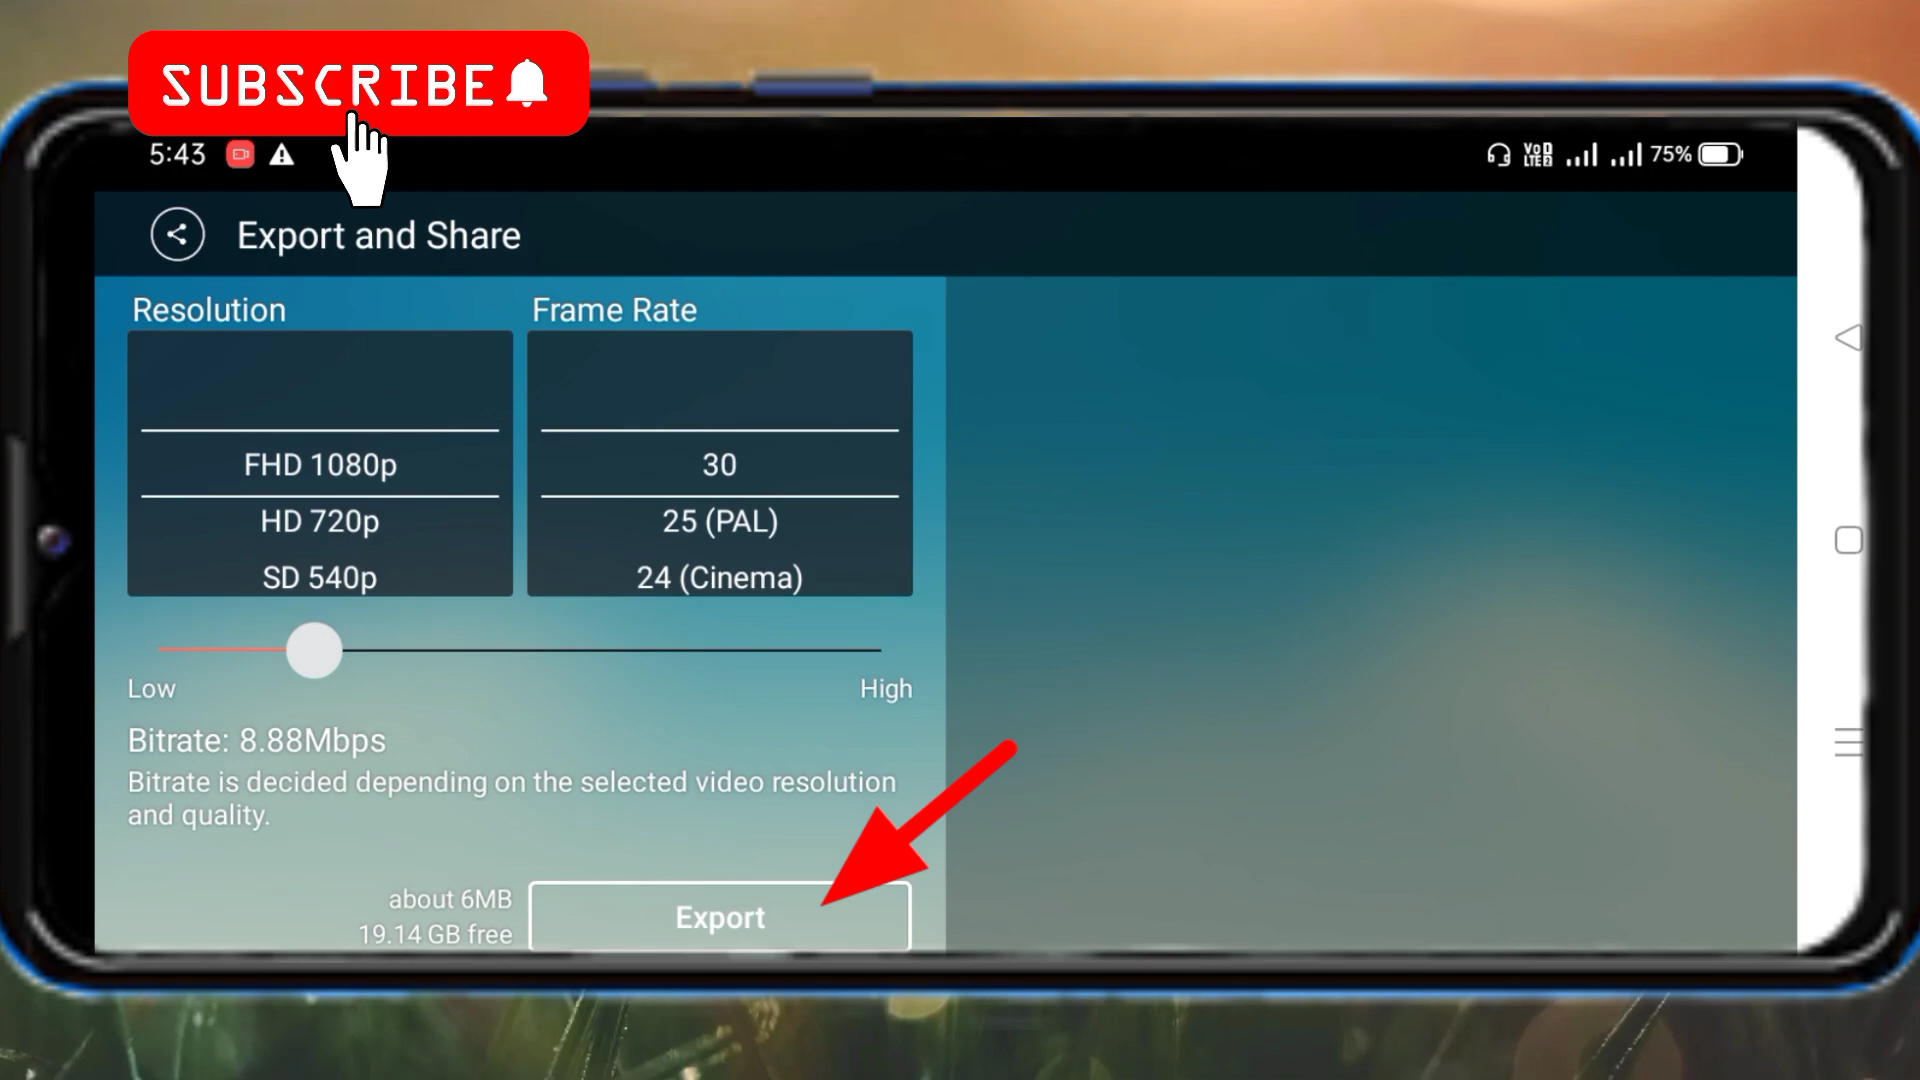 SUBSCRIBE
5:43
VoD LTE2 75%
Export and Share
Resolution
Frame Rate
FHD 1080p
30
HD 720p
25 (PAL)
SD 540p
24 (Cinema)
Low
High
Bitrate: 8.88Mbps
Bitrate is decided depending on the selected video resolution
and quality.
about 6MB
19.14 GB free
Export